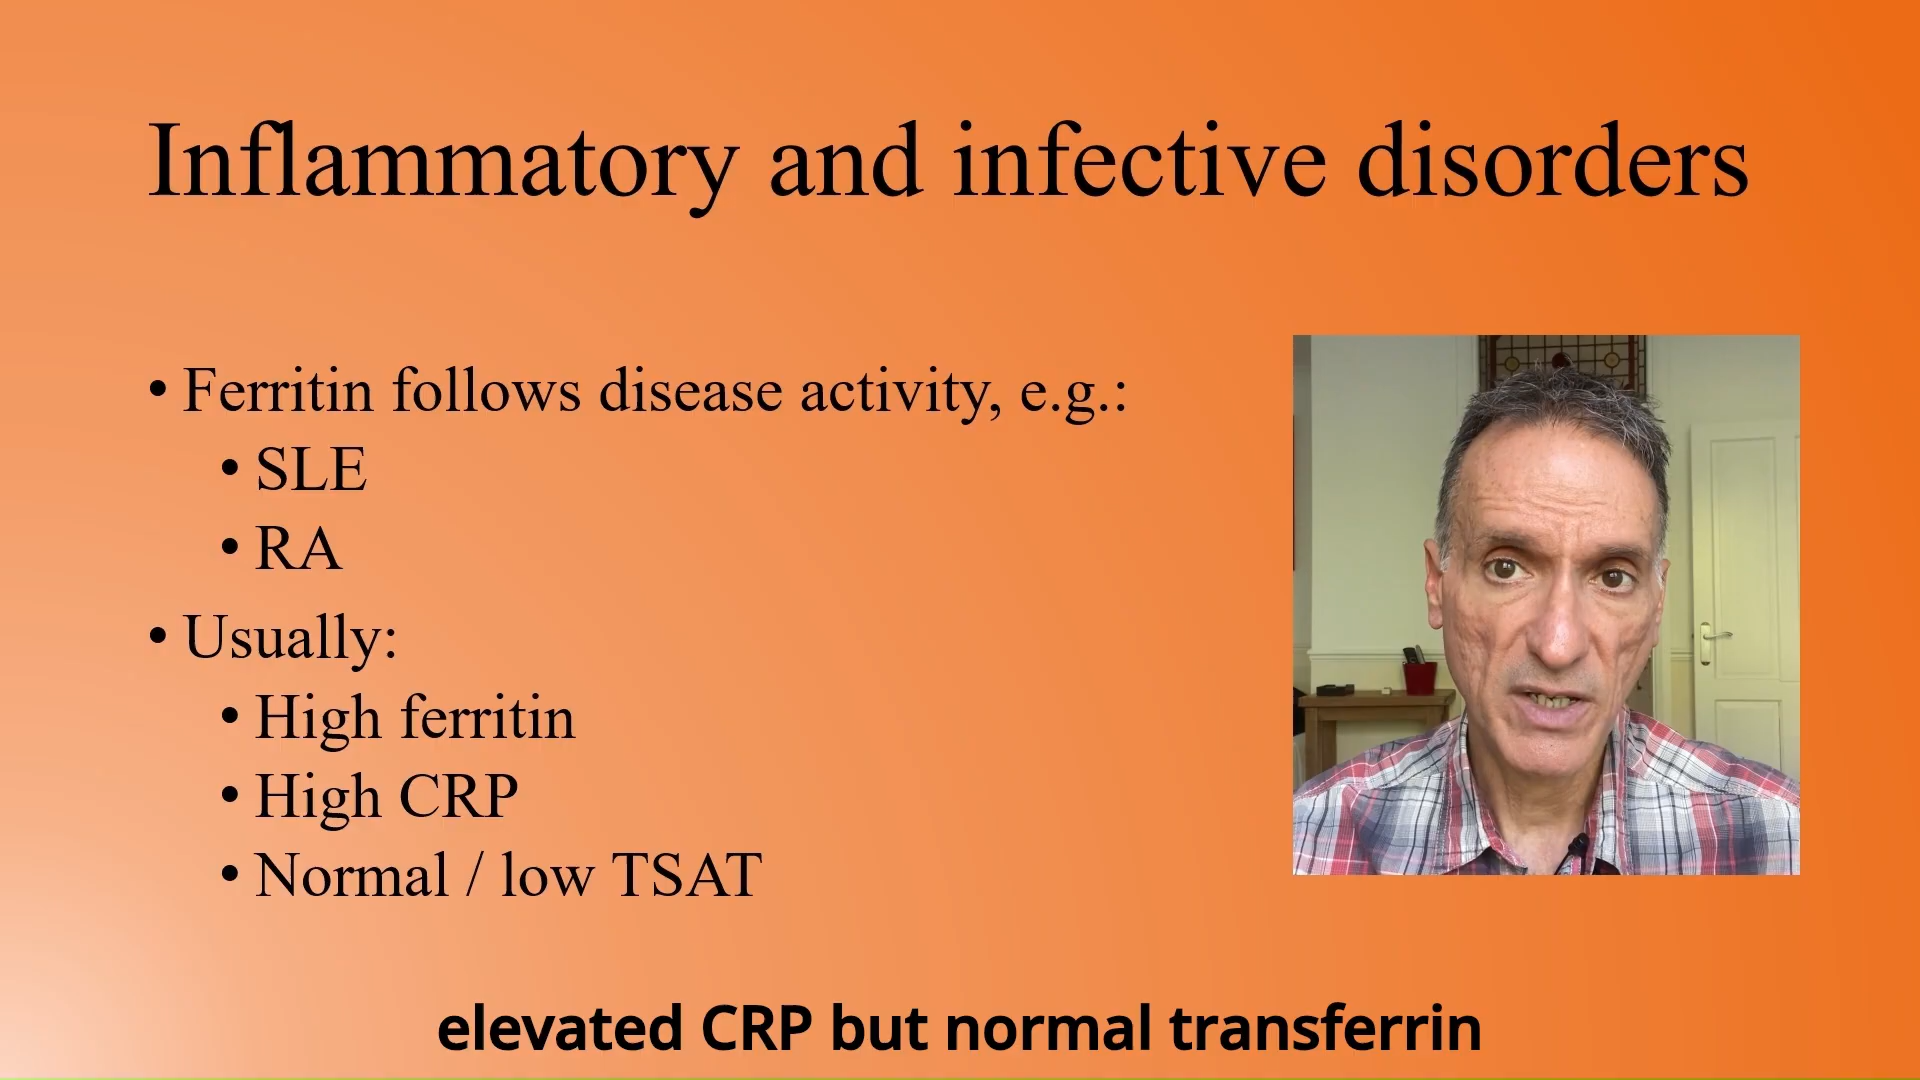 Inflammatory and infective disorders
• Ferritin follows disease activity, e.g.:
• SLE
• RA
• Usually:
• High ferritin
• High CRP
• Normal / low TSAT
elevated CRP but normal transferrin